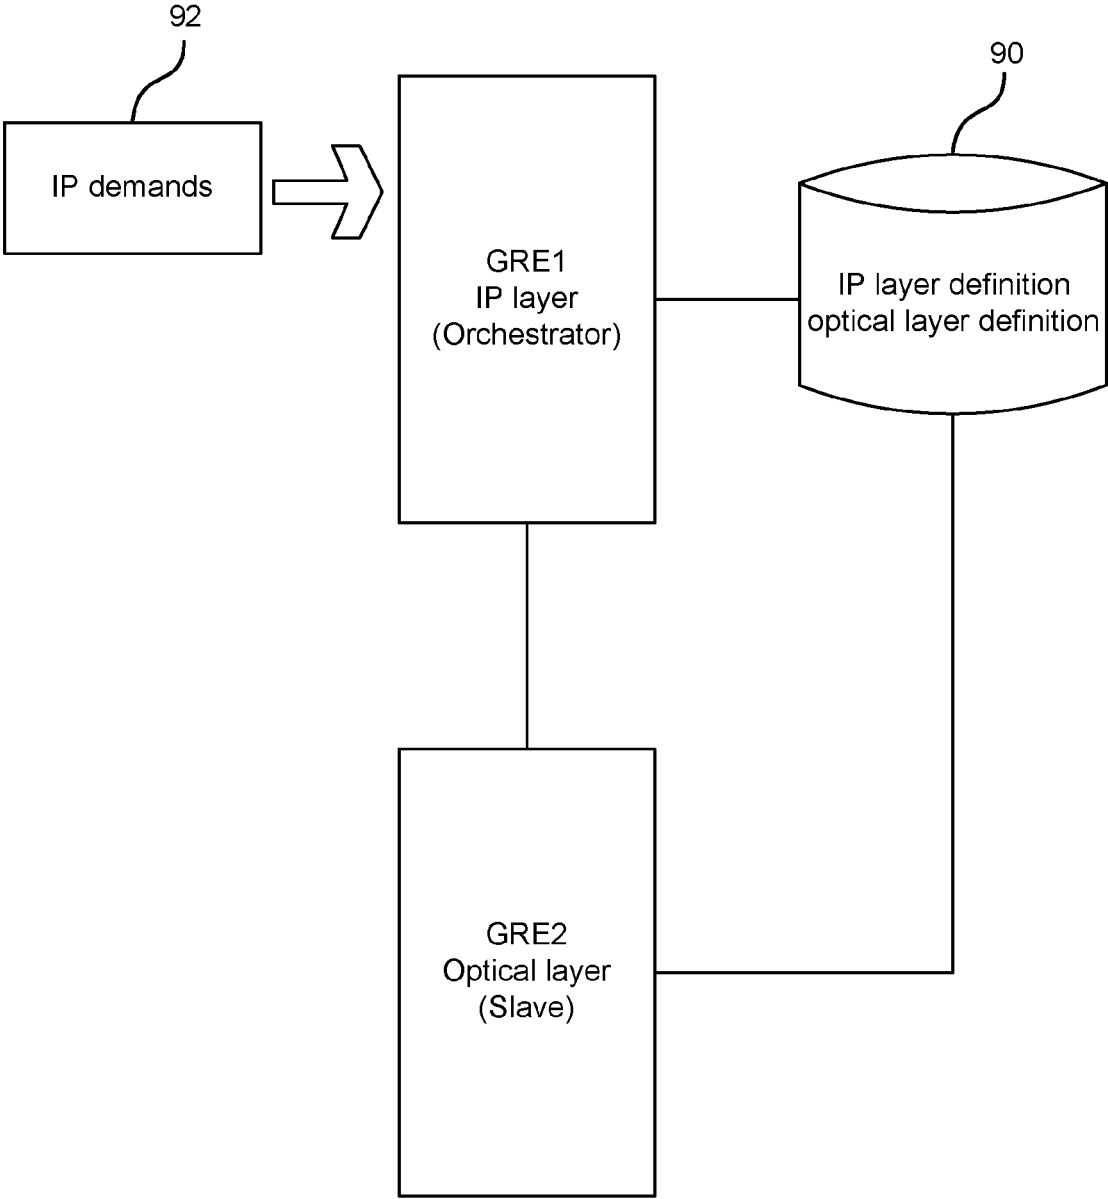 92
90
IP demands
GRE1
IP layer
(Orchestrator)
IP layer definition
optical layer definition
GRE2
Optical layer
(Slave)